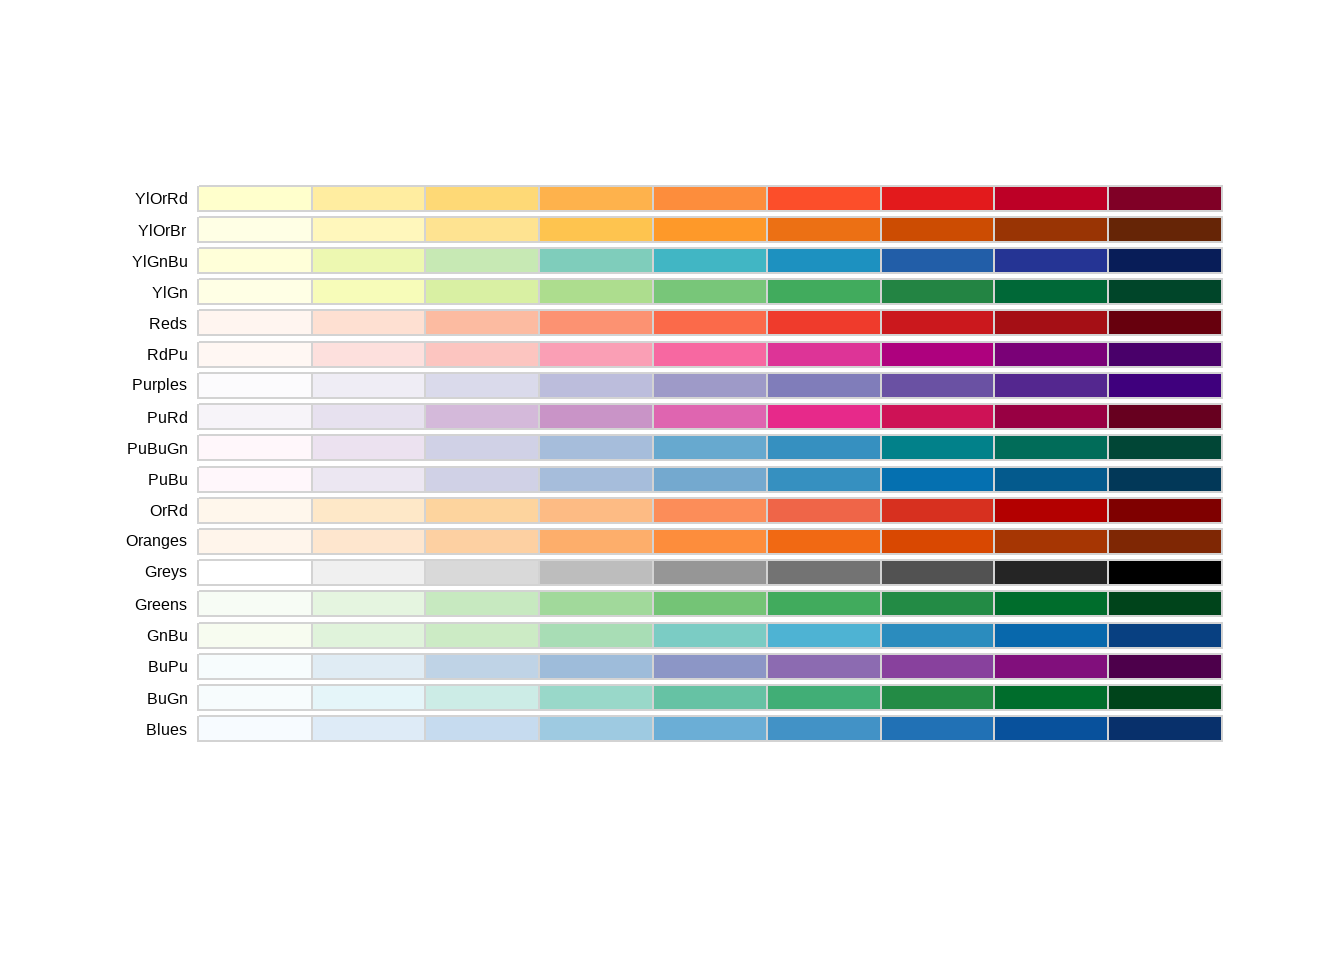 YlOrRd
YlOrBr
YlGnBu
YlGn
Reds
RdPu
Purples
PuRd
PuBuGn
PuBu
OrRd
Oranges
Greys
Greens
GnBu
BuPu
BuGn
Blues